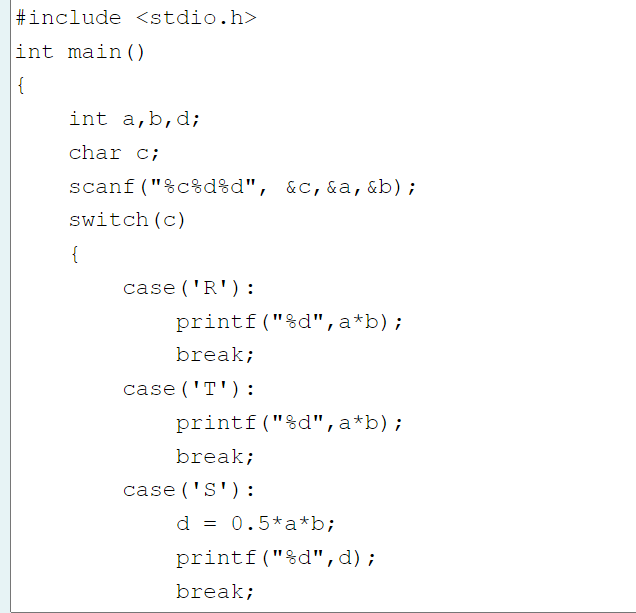 #include <stdio.h>
int main()
{
    int a,b,d;
    char c;
    scanf("%c%d%d", &c,&a,&b);
    switch(c)
    {
        case('R'):
            printf("%d",a*b);
            break;
        case('T'):
            printf("%d",a*b);
            break;
        case('S'):
            d = 0.5*a*b;
            printf("%d",d);
            break;